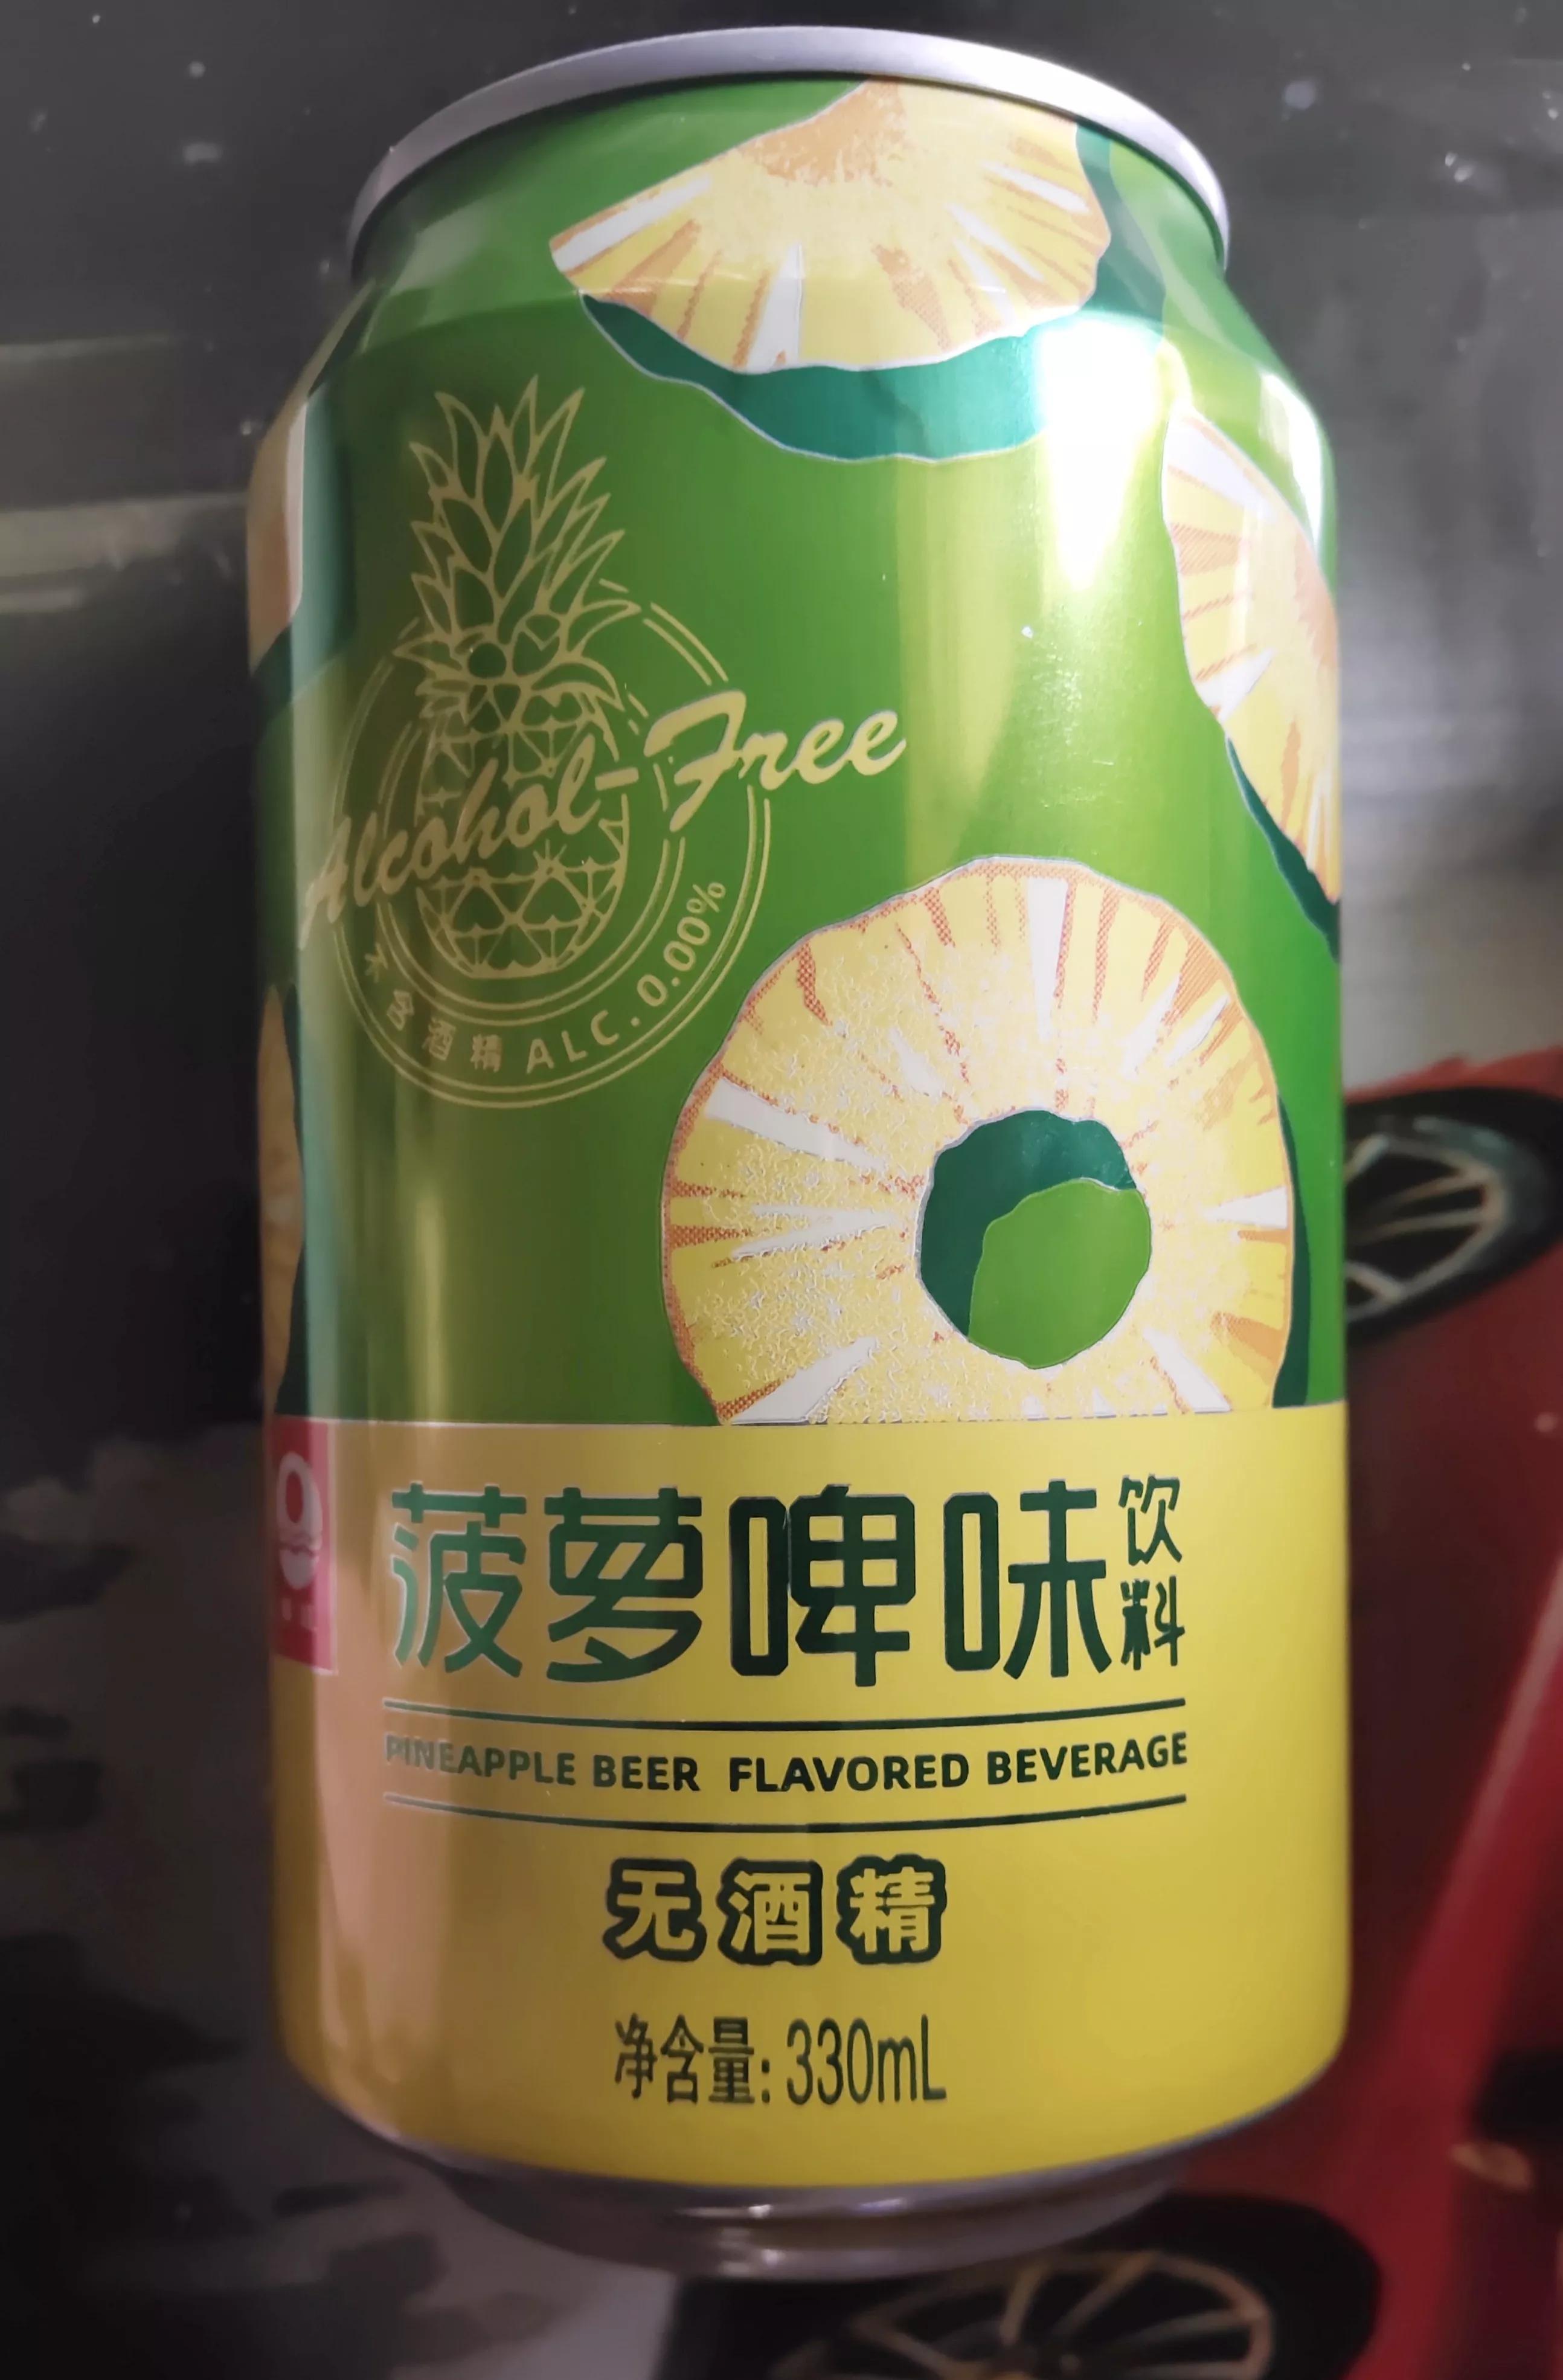 Alcohol-Free
不含酒精 ALC. 0.00%
菠萝啤味饮料
PINEAPPLE BEER FLAVORED BEVERAGE
无酒精
净含量: 330mL